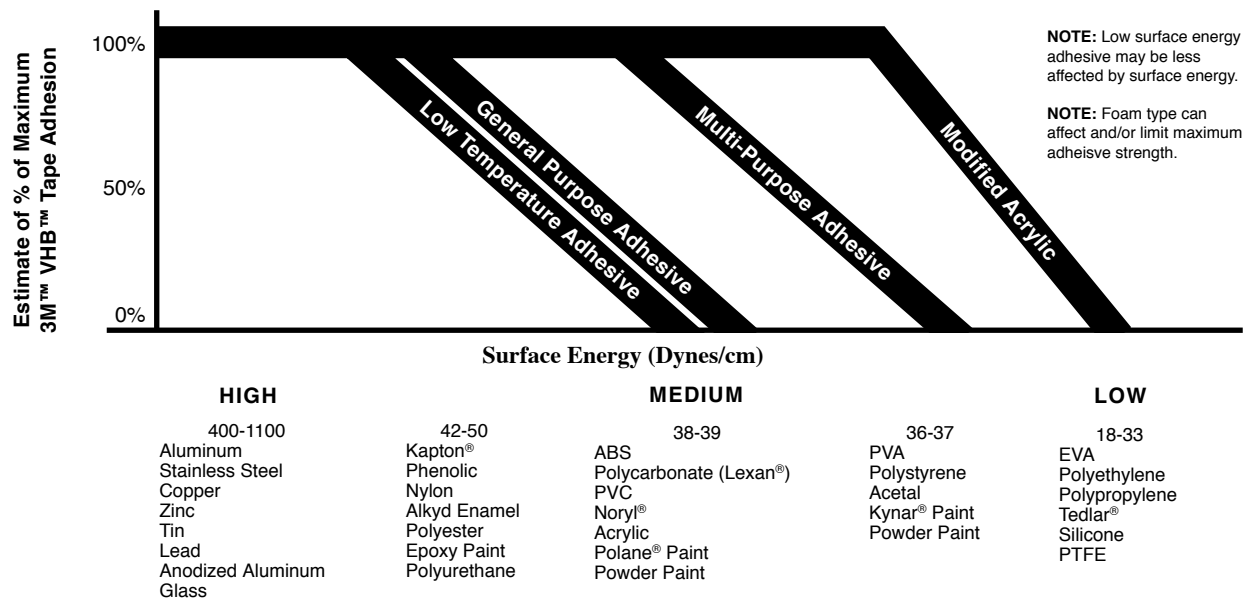 Estimate of % of Maximum
3M™ VHB™ Tape Adhesion
100%
50%
0%
Low Temperature Adhesive
General Purpose Adhesive
Multi-Purpose Adhesive
Modified Acrylic
NOTE: Low surface energy
adhesive may be less
affected by surface energy.
NOTE: Foam type can
affect and/or limit maximum
adheisve strength.
Surface Energy (Dynes/cm)
HIGH
MEDIUM
LOW
400-1100
Aluminum
Stainless Steel
Copper
Zinc
Tin
Lead
Anodized Aluminum
Glass
42-50
Kapton®
Phenolic
Nylon
Alkyd Enamel
Polyester
Epoxy Paint
Polyurethane
38-39
ABS
Polycarbonate (Lexan®)
PVC
Noryl®
Acrylic
Polane® Paint
Powder Paint
36-37
PVA
Polystyrene
Acetal
Kynar® Paint
Powder Paint
18-33
EVA
Polyethylene
Polypropylene
Tedlar®
Silicone
PTFE